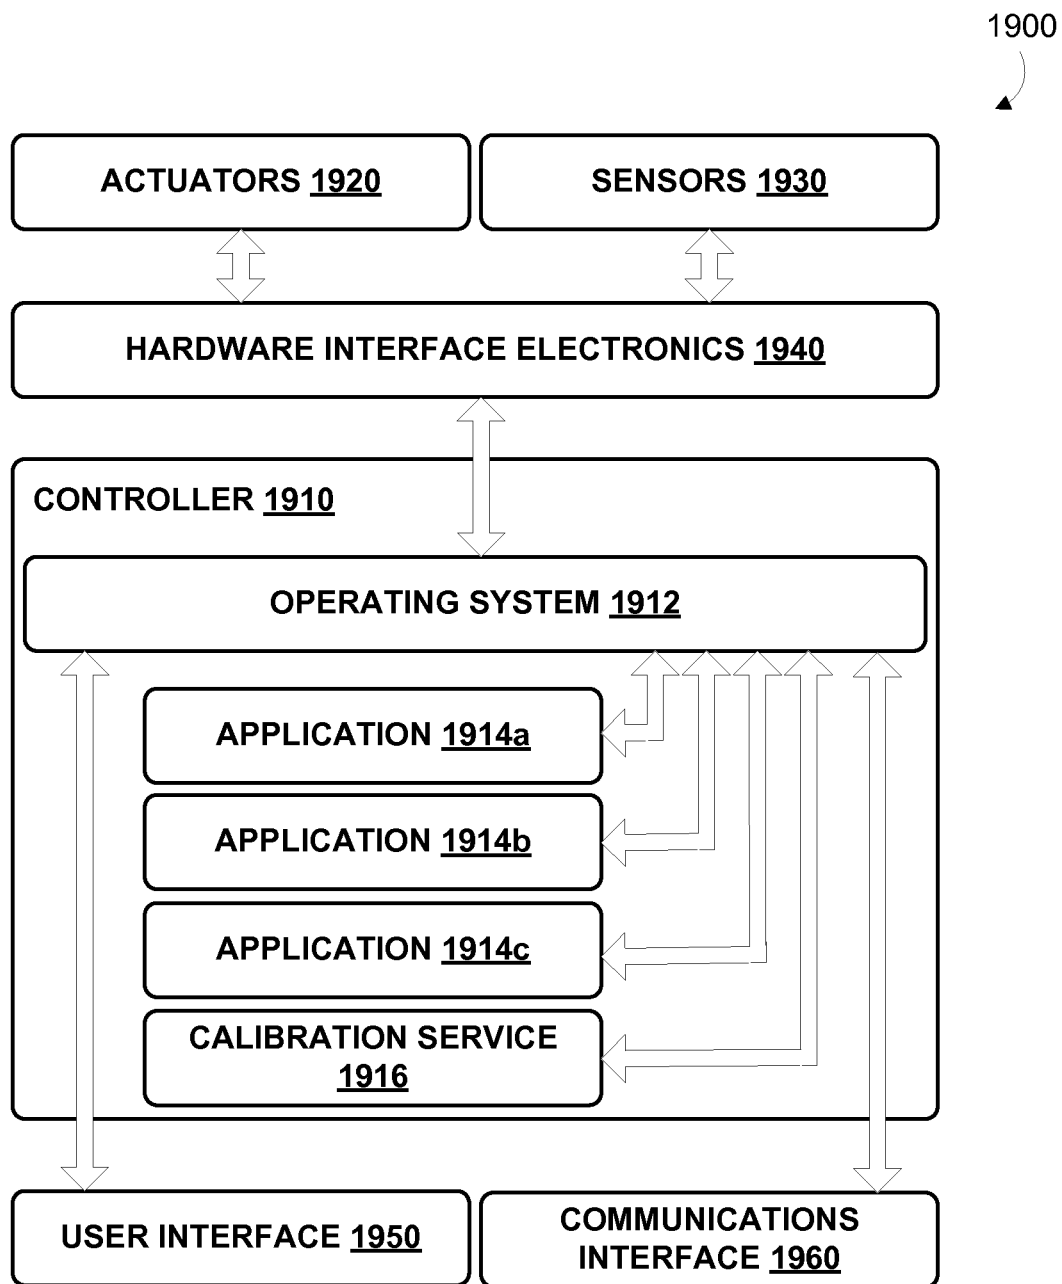 1900
ACTUATORS 1920
SENSORS 1930
HARDWARE INTERFACE ELECTRONICS 1940
CONTROLLER 1910
OPERATING SYSTEM 1912
APPLICATION 1914a
APPLICATION 1914b
APPLICATION 1914c
CALIBRATION SERVICE
1916
USER INTERFACE 1950
COMMUNICATIONS
INTERFACE 1960